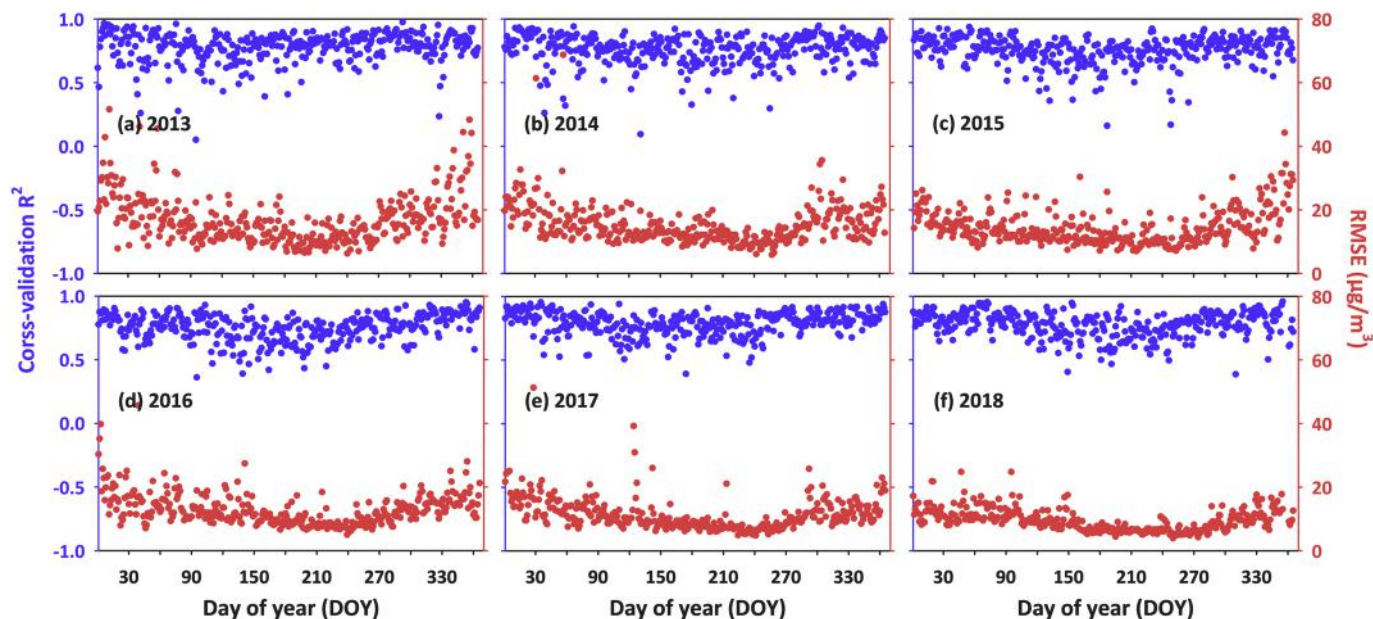 1.0
0.5
0.0
-0.5
-1.0
(a) 2013
(b) 2014
(c) 2015
80
60
40
20
0
Corss-validation R²
RMSE (µg/m³)
1.0
0.5
0.0
-0.5
-1.0
(d) 2016
(e) 2017
(f) 2018
80
60
40
20
0
30 90 150 210 270 330
30 90 150 210 270 330
30 90 150 210 270 330
Day of year (DOY)
Day of year (DOY)
Day of year (DOY)